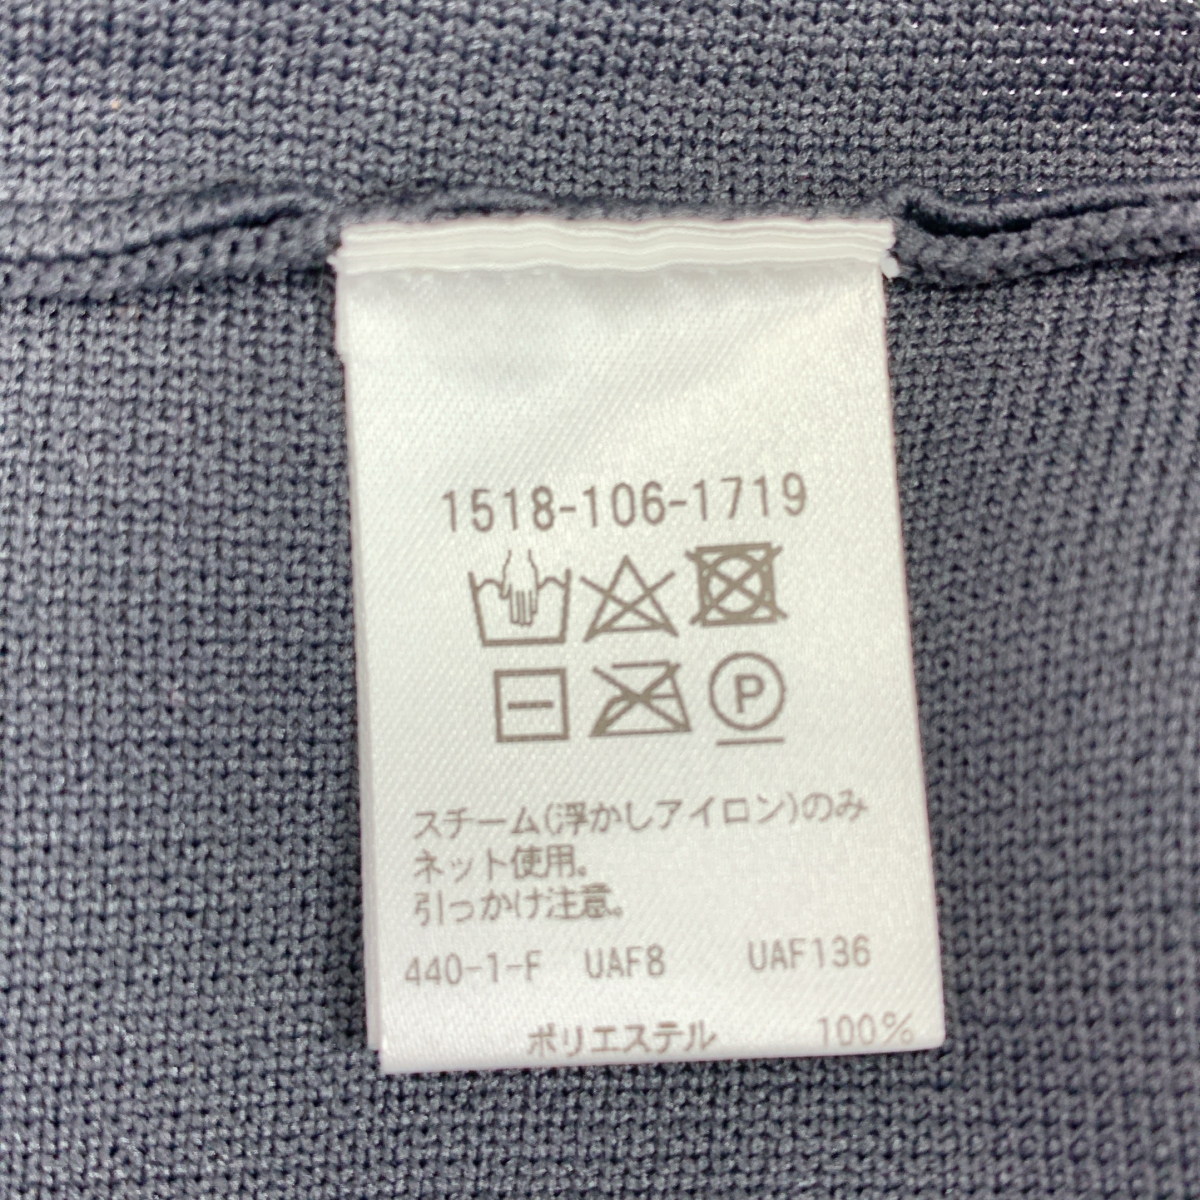 1518-106-1719
P
スチーム(浮かしアイロン)のみ
ネット使用。
引っかけ注意。
440-1-F UAF8 UAF136
ポリエステル 100%